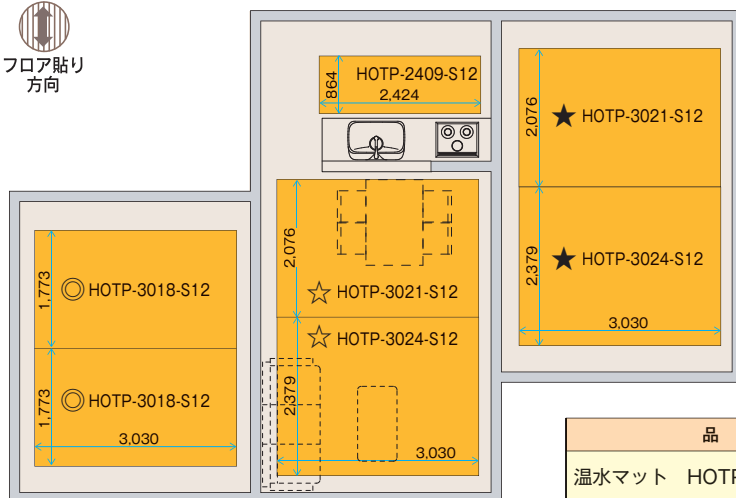 フロア貼り
方向
HOTP-2409-S12
864
2,424
2,076
★ HOTP-3021-S12
2,379
★ HOTP-3024-S12
3,030
2,076
☆ HOTP-3021-S12
☆ HOTP-3024-S12
2,379
3,030
1,773
◎ HOTP-3018-S12
1,773
◎ HOTP-3018-S12
3,030
品
温水マット HOTP